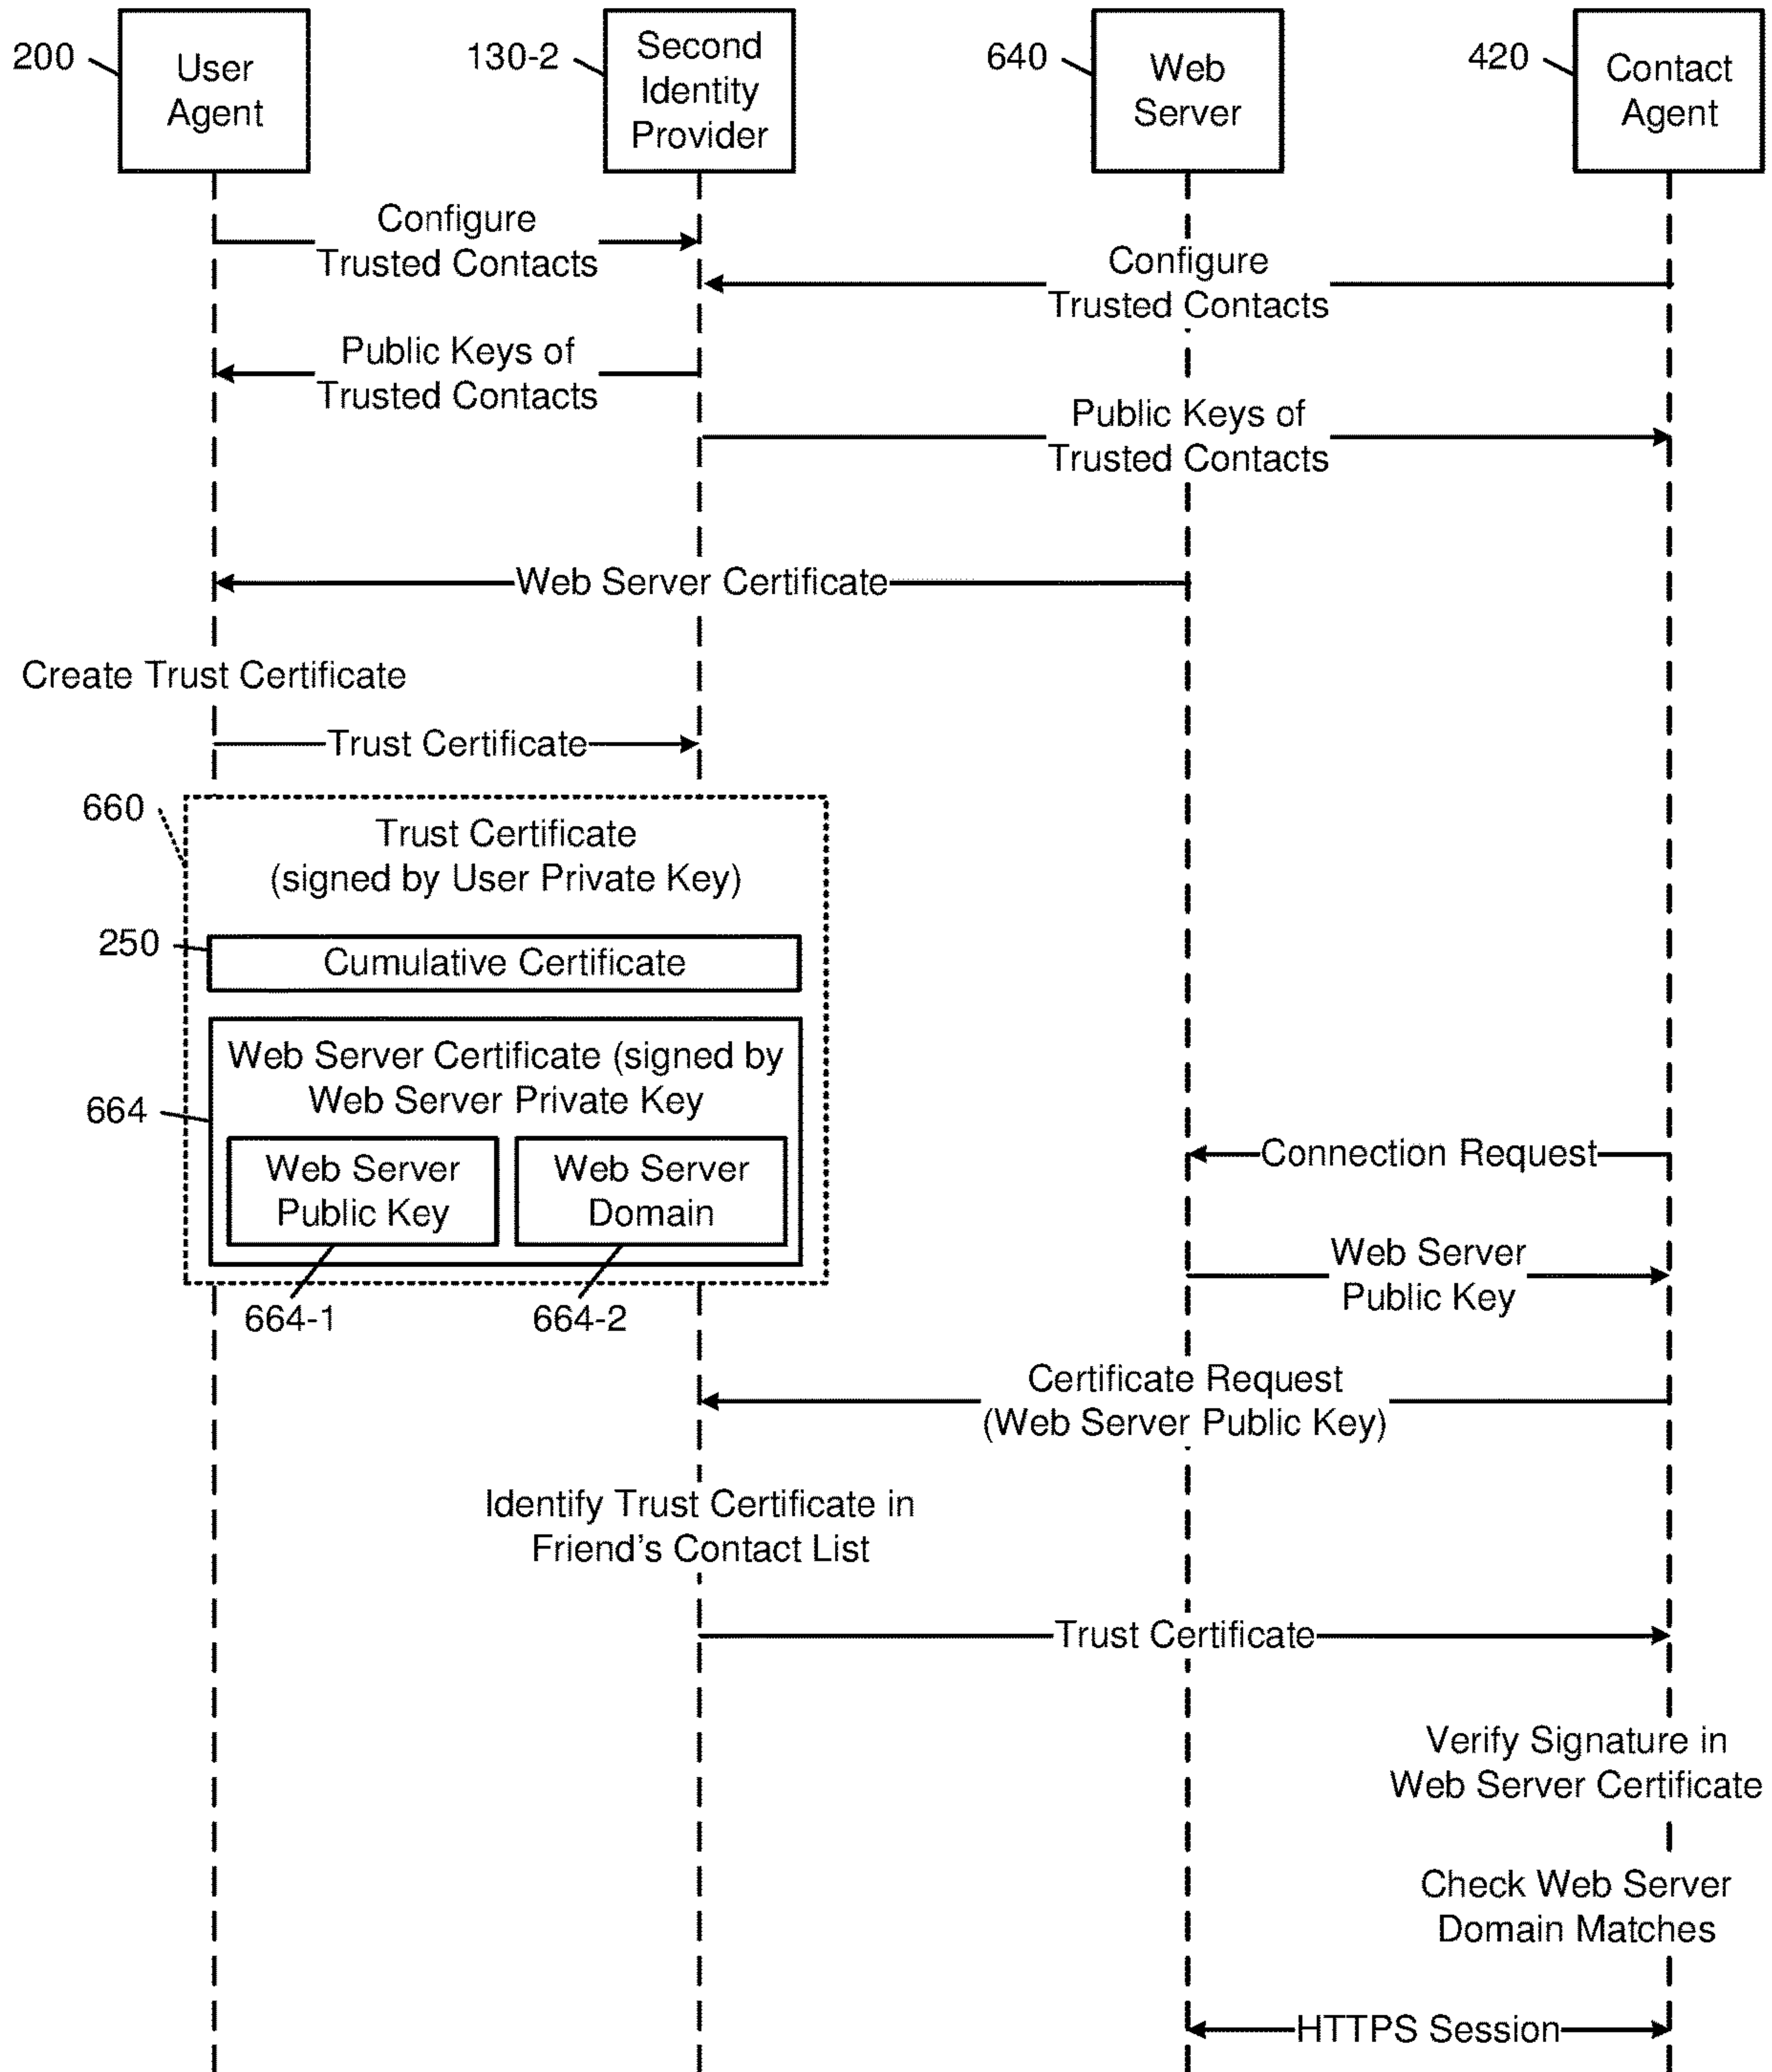 200
User
Agent
130-2
Second
Identity
Provider
640
Web
Server
420
Contact
Agent
Configure
Trusted Contacts
Configure
Trusted Contacts
Public Keys of
Trusted Contacts
Public Keys of
Trusted Contacts
Web Server Certificate
Create Trust Certificate
Trust Certificate
660
Trust Certificate
(signed by User Private Key)
250
Cumulative Certificate
Web Server Certificate (signed by
Web Server Private Key
664
Web Server
Public Key
Web Server
Domain
664-1
664-2
Connection Request
Web Server
Public Key
Certificate Request
(Web Server Public Key)
Identify Trust Certificate in
Friend's Contact List
Trust Certificate
Verify Signature in
Web Server Certificate
Check Web Server
Domain Matches
HTTPS Session